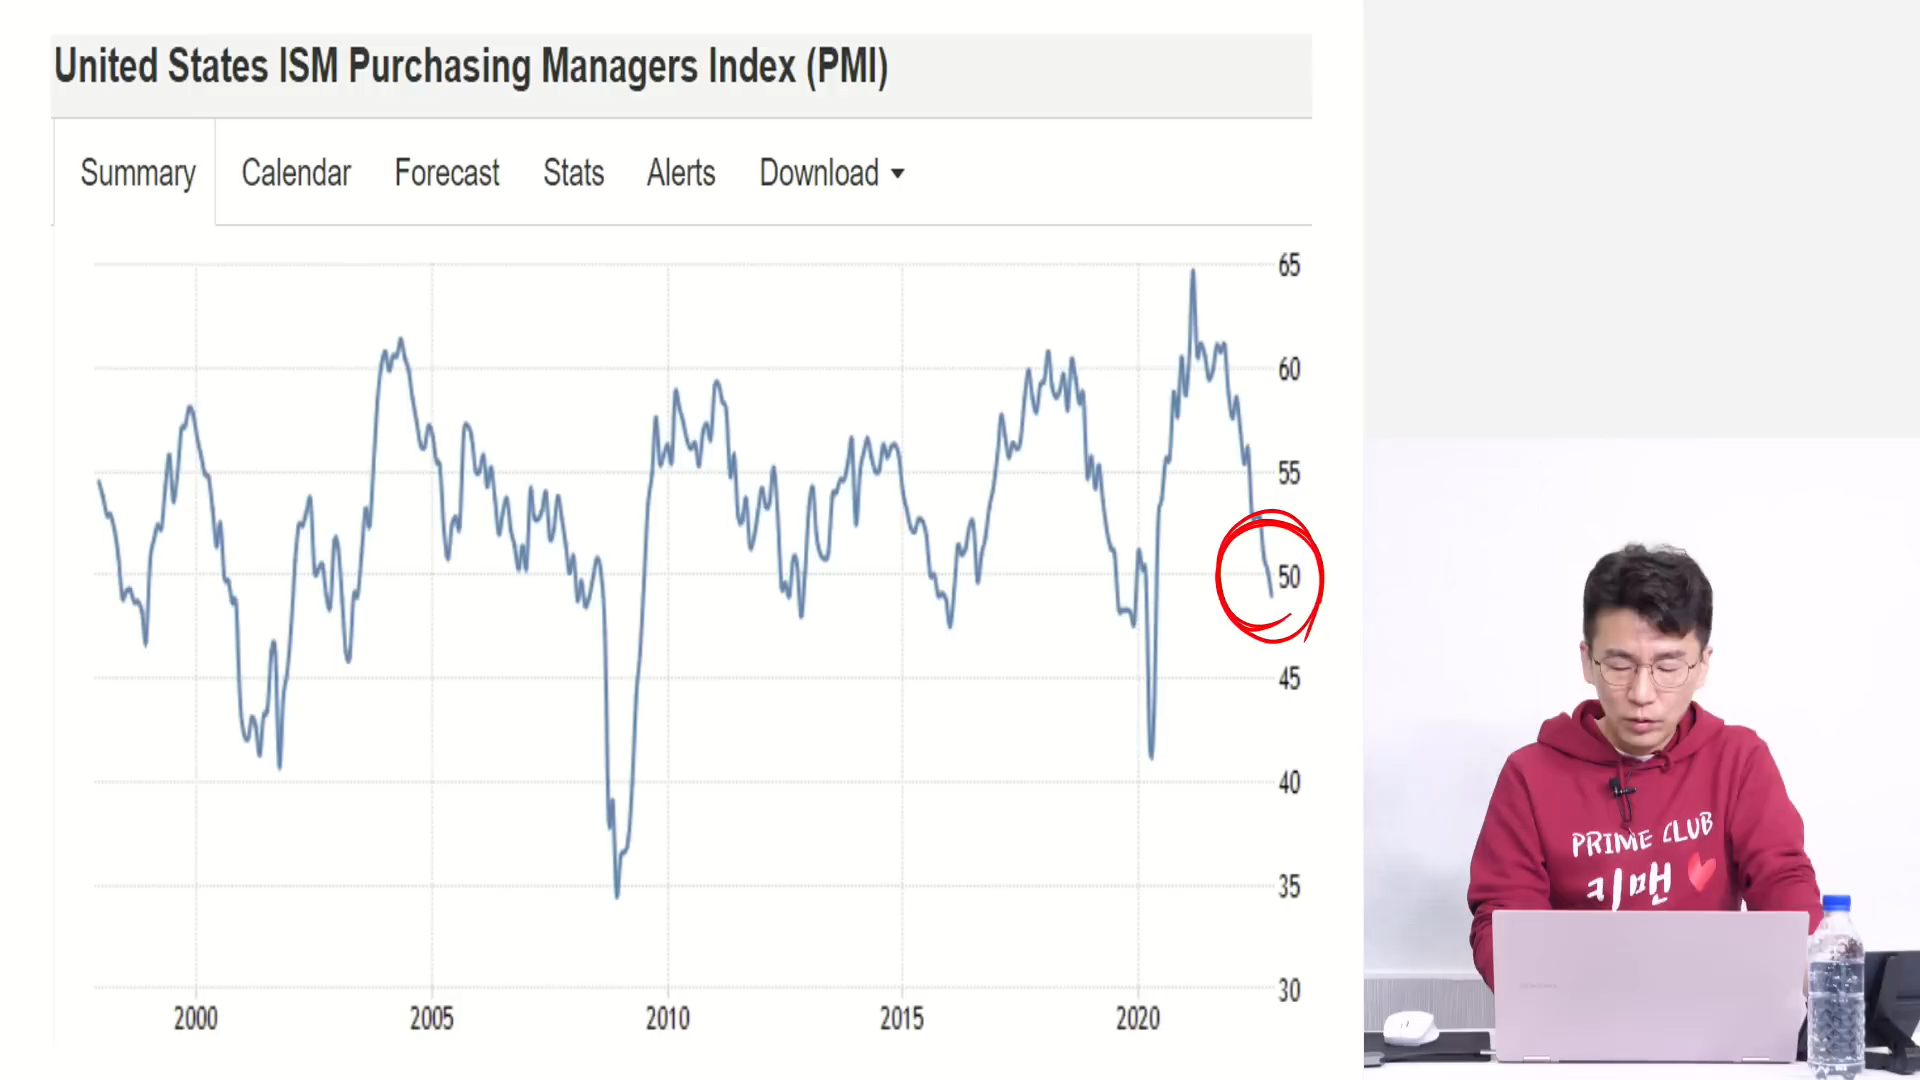 United States ISM Purchasing Managers Index (PMI)
Summary Calendar Forecast Stats Alerts Download
65
60
55
50
45
40
35
30
2000 2005 2010 2015 2020
PRIME CLUB
키맨